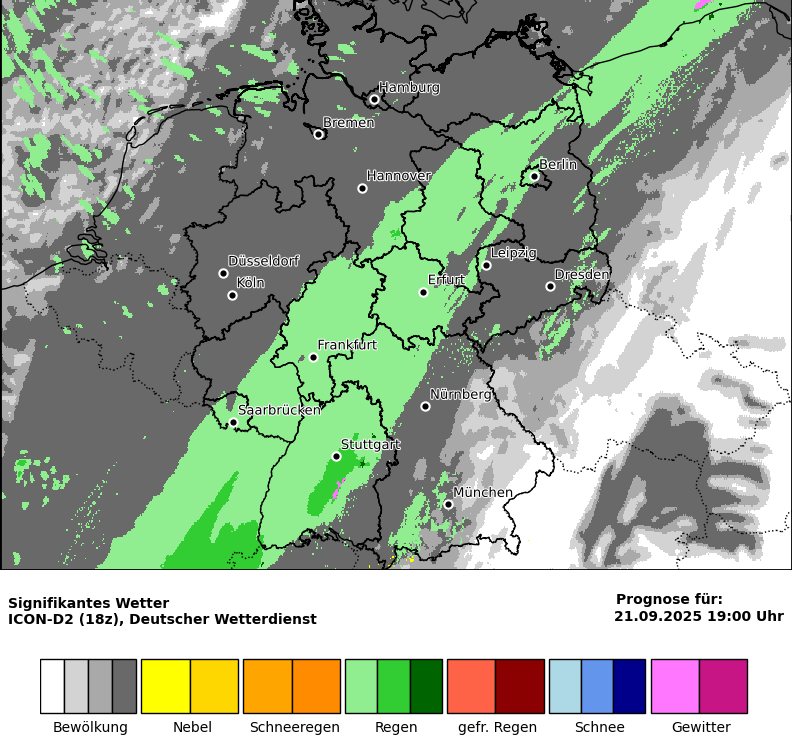 Hamburg
Bremen
Berlin
Hannover
Leipzig
Düsseldorf
Dresden
Köln
Erfurt
Frankfurt
Nürnberg
Saarbrücken
Stuttgart
München
Signifikantes Wetter
ICON-D2 (18z), Deutscher Wetterdienst
Prognose für:
21.09.2025 19:00 Uhr
Bewölkung Nebel Schneeregen Regen gefr. Regen Schnee Gewitter